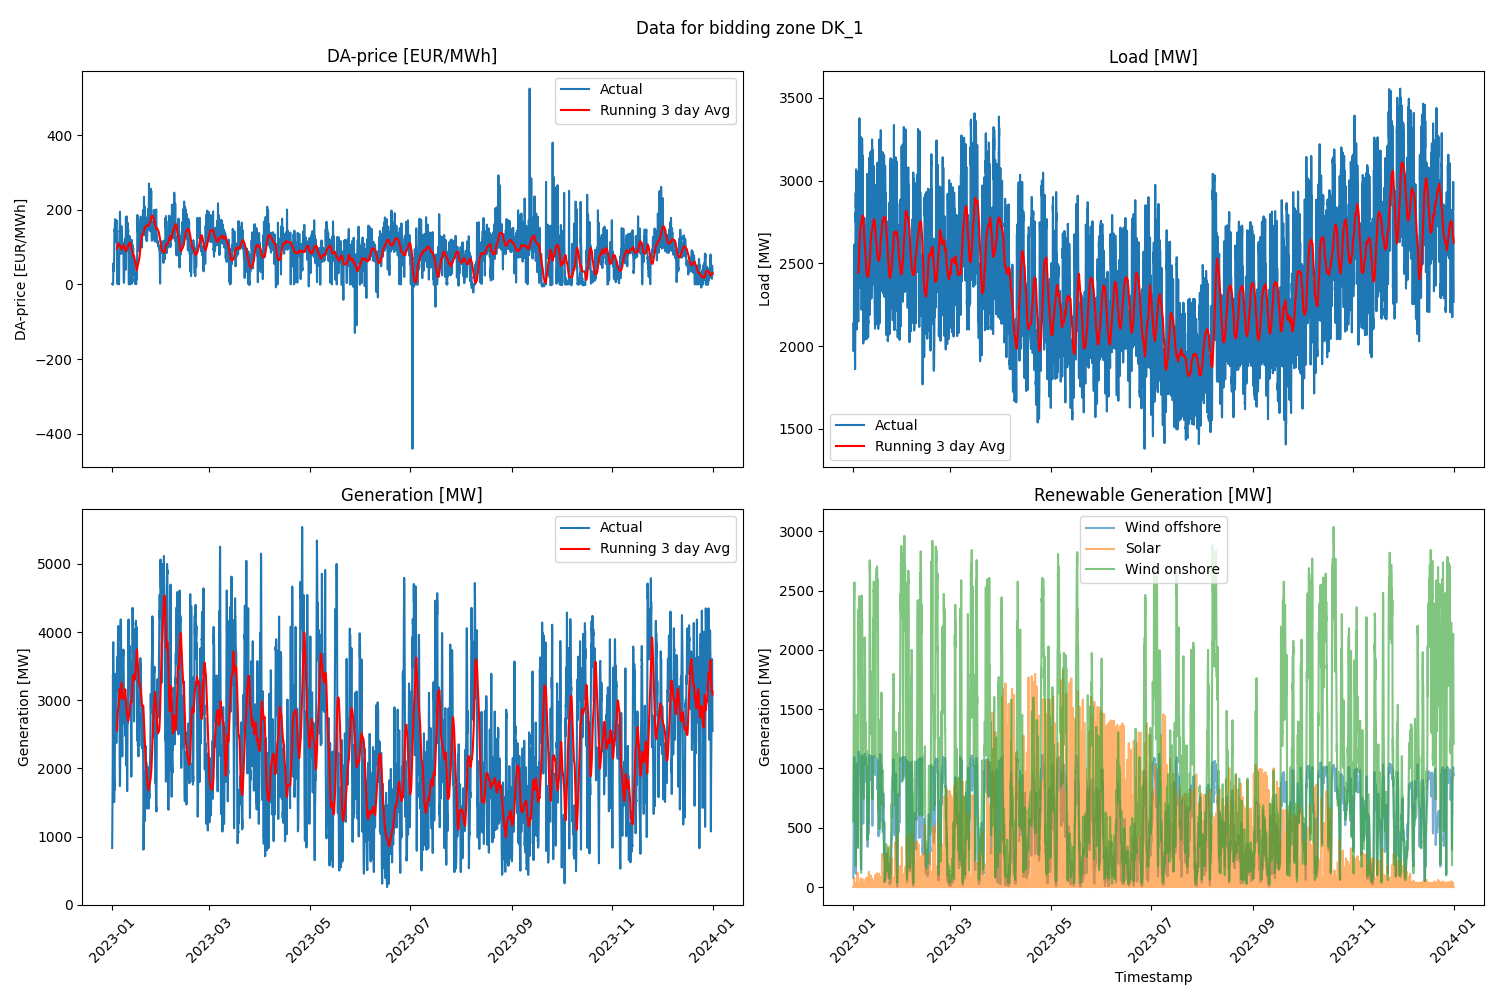 Data for bidding zone DK_1
DA-price [EUR/MWh]
DA-price [EUR/MWh]
400
200
0
−200
−400
Actual
Running 3 day Avg
Load [MW]
Load [MW]
3500
3000
2500
2000
1500
Actual
Running 3 day Avg
Generation [MW]
Generation [MW]
5000
4000
3000
2000
1000
0
Actual
Running 3 day Avg
2023-01
2023-03
2023-05
2023-07
2023-09
2023-11
2024-01
Renewable Generation [MW]
Generation [MW]
3000
2500
2000
1500
1000
500
0
Wind offshore
Solar
Wind onshore
2023-01
2023-03
2023-05
2023-07
2023-09
2023-11
2024-01
Timestamp